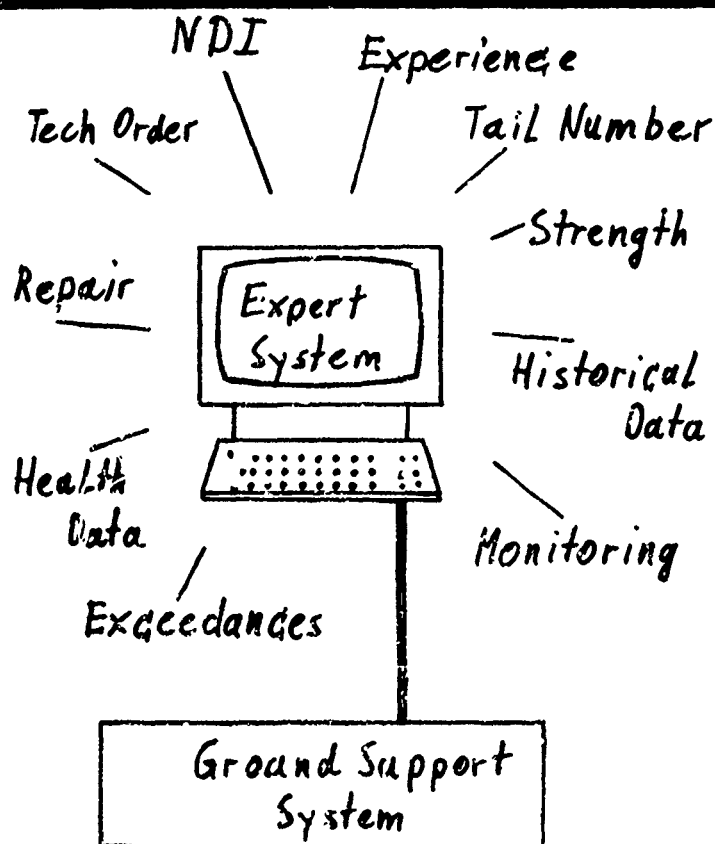 NDI
Experience
Tech Order
Tail Number
Strength
Repair
Expert
System
Historical
Data
Health
Data
Monitoring
Exceedances
Ground Support
System